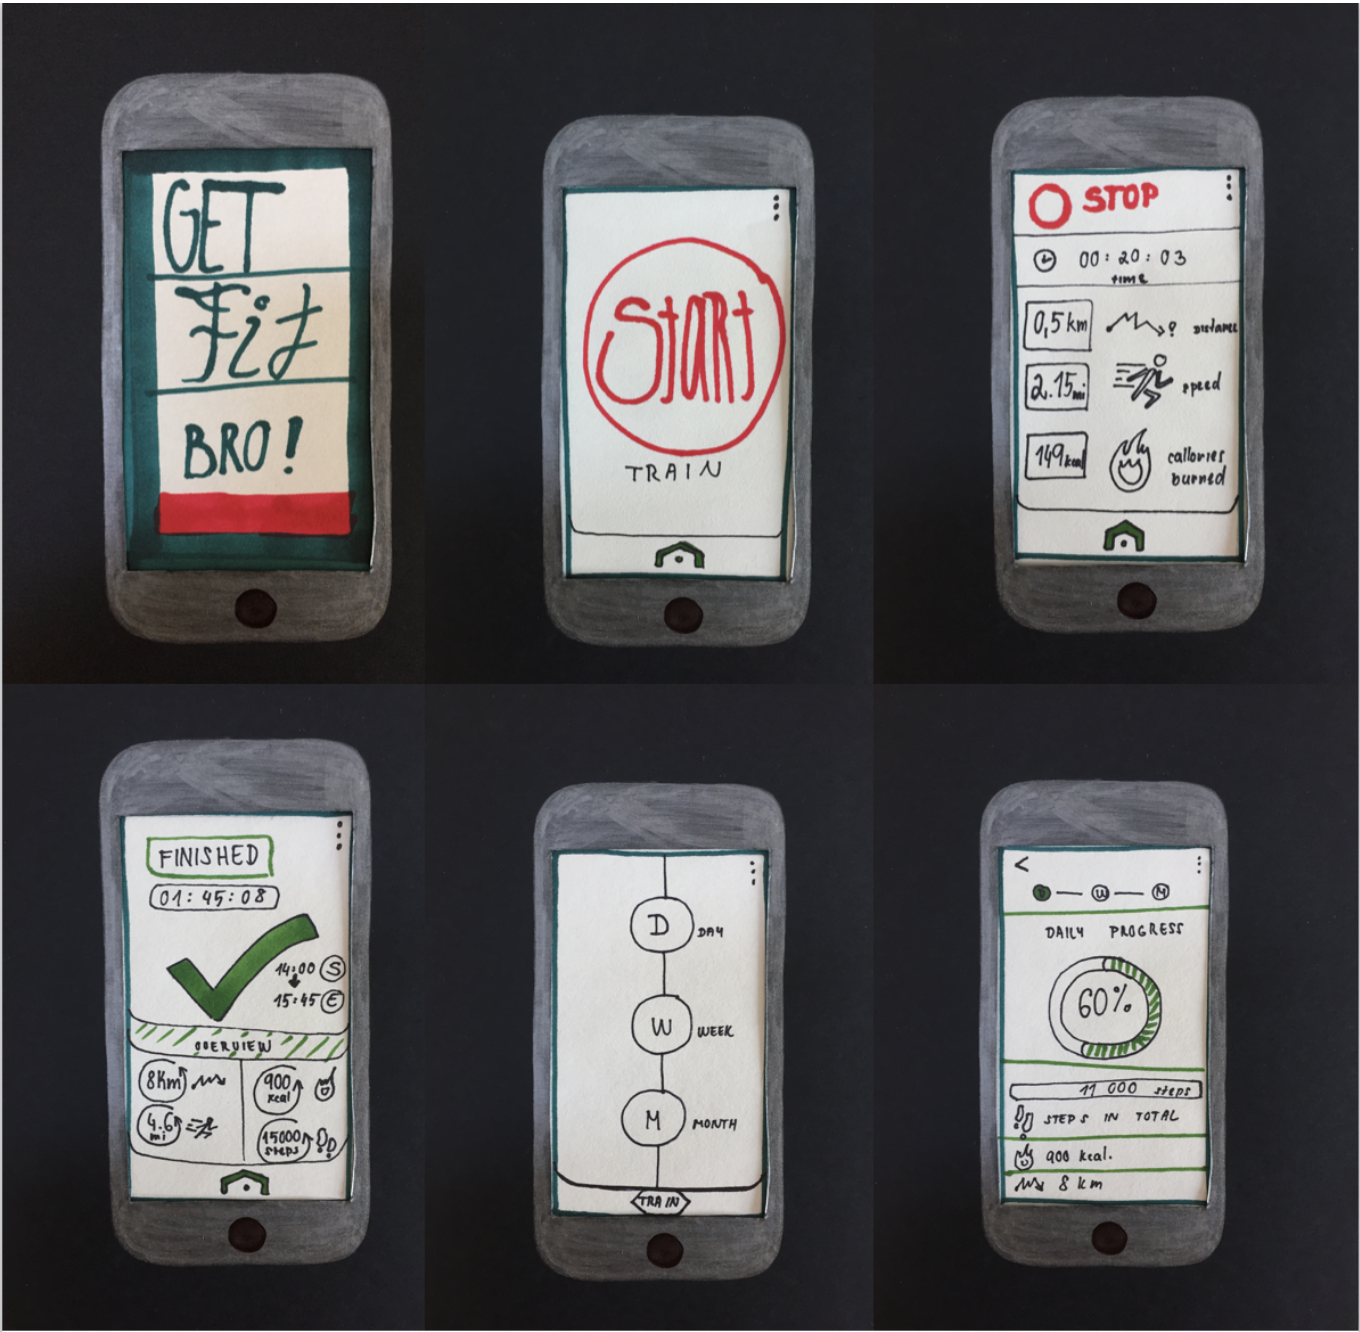 GET
Fit
BRO!
START
TRAIN
STOP
00:20:03
time
0,5 km
distance
2.15 mi
speed
149 kcal
callories
burned
FINISHED
01:45:08
14:00 S
15:45 E
OVERVIEW
8km
900
kcal
4.6
mi
15000
steps
D DAY
W WEEK
M MONTH
TRAIN
< 
D W M
DAILY PROGRESS
60%
11 000 steps
STEPS IN TOTAL
900 kcal.
8 km